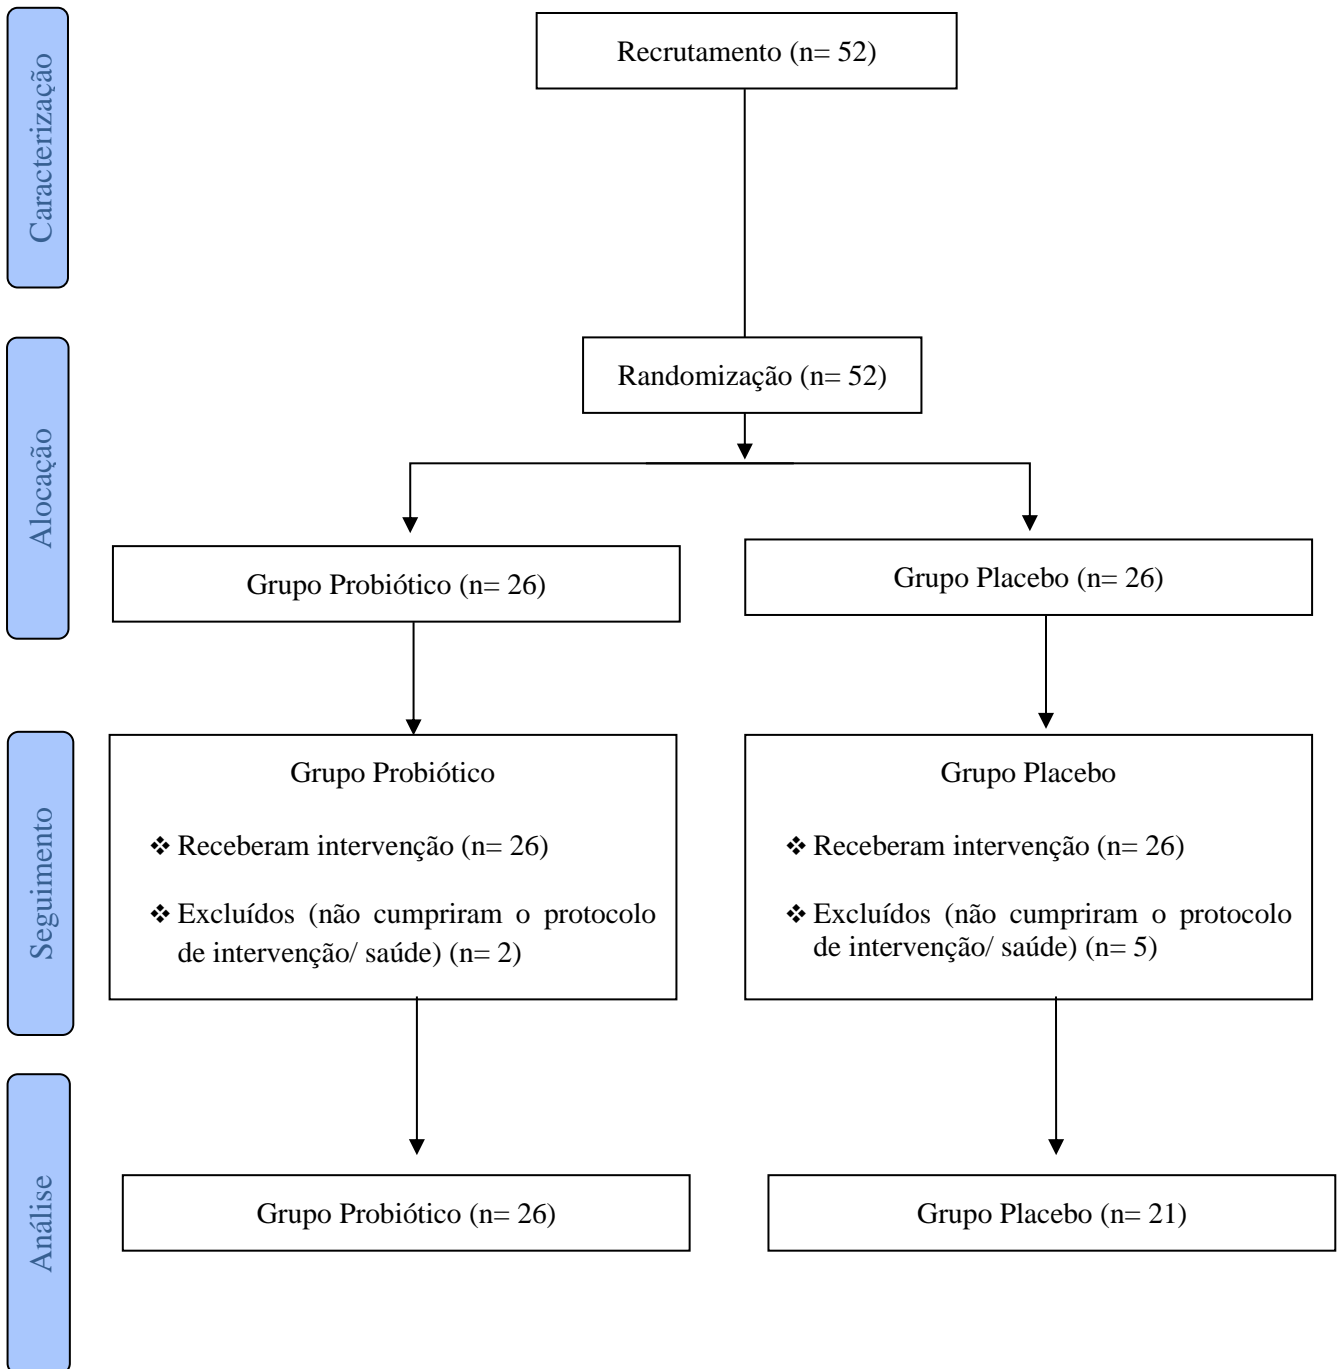 Caracterização
Recrutamento (n= 52)
Alocação
Randomização (n= 52)
Grupo Probiótico (n= 26)
Grupo Placebo (n= 26)
Seguimento
Grupo Probiótico
❖ Receberam intervenção (n= 26)
❖ Excluídos (não cumpriram o protocolo
de intervenção/ saúde) (n= 2)
Grupo Placebo
❖ Receberam intervenção (n= 26)
❖ Excluídos (não cumpriram o protocolo
de intervenção/ saúde) (n= 5)
Análise
Grupo Probiótico (n= 26)
Grupo Placebo (n= 21)